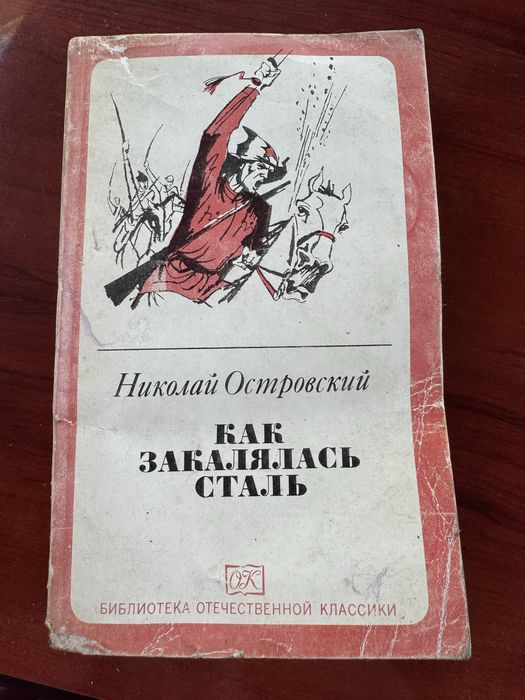 Николай Островский
КАК
ЗАКАЛЯЛАСЬ
СТАЛЬ
ОК
БИБЛИОТЕКА ОТЕЧЕСТВЕННОЙ КЛАССИКИ